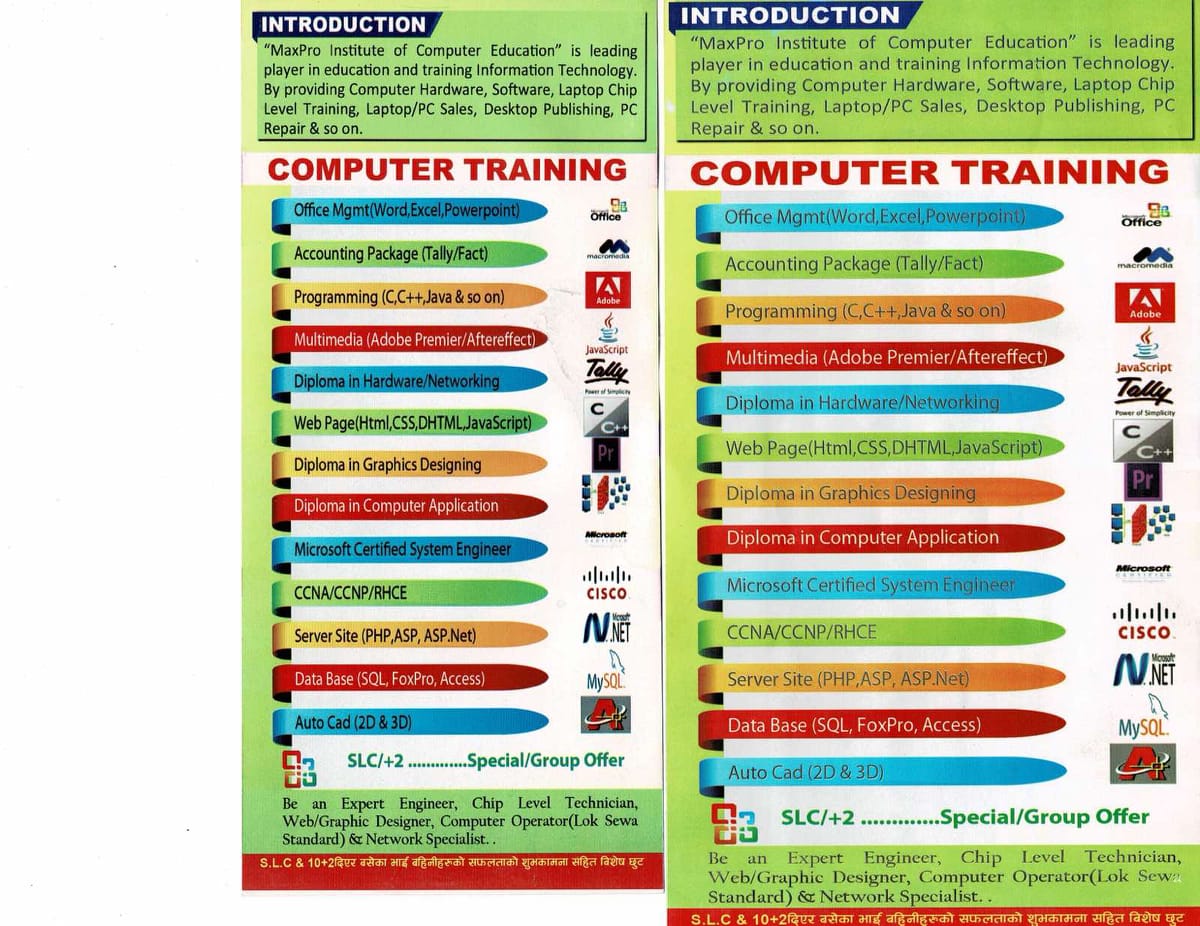 INTRODUCTION
“MaxPro Institute of Computer Education” is leading
player in education and training Information Technology.
By providing Computer Hardware, Software, Laptop Chip
Level Training, Laptop/PC Sales, Desktop Publishing, PC
Repair & so on.
COMPUTER TRAINING
Office Mgmt(Word,Excel,Powerpoint)
Microsoft
Office
Accounting Package (Tally/Fact)
macromedia
Programming (C,C++,Java & so on)
Adobe
Multimedia (Adobe Premier/Aftereffect)
JavaScript
Diploma in Hardware/Networking
Tally
Power of Simplicity
Web Page(Html,CSS,DHTML,JavaScript)
C
C++
Diploma in Graphics Designing
Pr
Diploma in Computer Application
Microsoft Certified System Engineer
Microsoft
CERTIFIED
CCNA/CCNP/RHCE
CISCO
Server Site (PHP,ASP, ASP.Net)
Microsoft
.NET
Data Base (SQL, FoxPro, Access)
MySQL
Auto Cad (2D & 3D)
A+
SLC/+2 .............Special/Group Offer
Be an Expert Engineer, Chip Level Technician,
Web/Graphic Designer, Computer Operator(Lok Sewa
Standard) & Network Specialist. .
S.L.C & 10+2दिएर बसेका भाई बहिनीहरूको सफलताको शुभकामना सहित बिशेष छुट
INTRODUCTION
“MaxPro Institute of Computer Education” is leading
player in education and training Information Technology.
By providing Computer Hardware, Software, Laptop Chip
Level Training, Laptop/PC Sales, Desktop Publishing, PC
Repair & so on.
COMPUTER TRAINING
Office Mgmt(Word,Excel,Powerpoint)
Microsoft
Office
Accounting Package (Tally/Fact)
macromedia
Programming (C,C++,Java & so on)
Adobe
Multimedia (Adobe Premier/Aftereffect)
JavaScript
Diploma in Hardware/Networking
Tally
Power of Simplicity
Web Page(Html,CSS,DHTML,JavaScript)
C
C++
Diploma in Graphics Designing
Pr
Diploma in Computer Application
Microsoft Certified System Engineer
Microsoft
CERTIFIED
CCNA/CCNP/RHCE
CISCO
Server Site (PHP,ASP, ASP.Net)
Microsoft
.NET
Data Base (SQL, FoxPro, Access)
MySQL
Auto Cad (2D & 3D)
A+
SLC/+2 .............Special/Group Offer
Be an Expert Engineer, Chip Level Technician,
Web/Graphic Designer, Computer Operator(Lok Sewa
Standard) & Network Specialist. .
S.L.C & 10+2दिएर बसेका भाई बहिनीहरूको सफलताको शुभकामना सहित बिशेष छुट